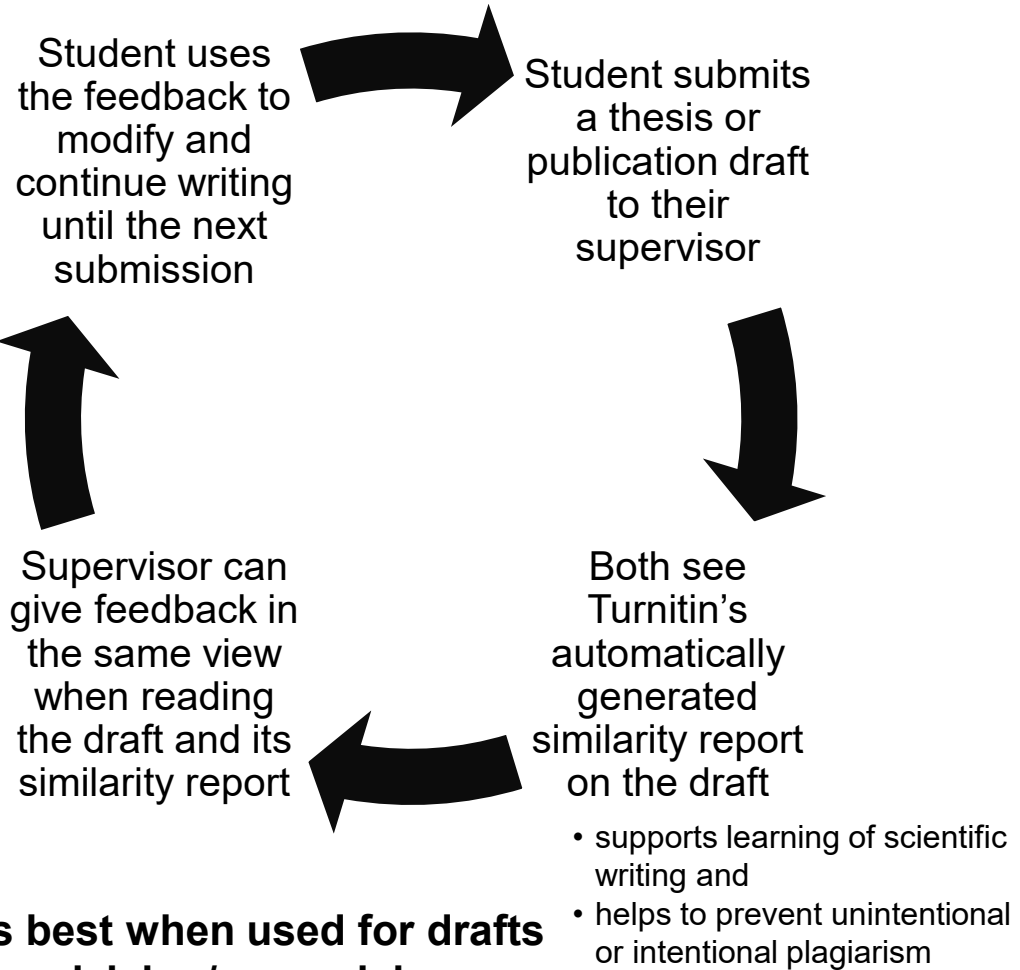 Student uses
the feedback to
modify and
continue writing
until the next
submission
Student submits
a thesis or
publication draft
to their
supervisor
Both see
Turnitin's
automatically
generated
similarity report
on the draft
• supports learning of scientific
writing and
• helps to prevent unintentional
or intentional plagiarism
Supervisor can
give feedback in
the same view
when reading
the draft and its
similarity report
best when used for drafts